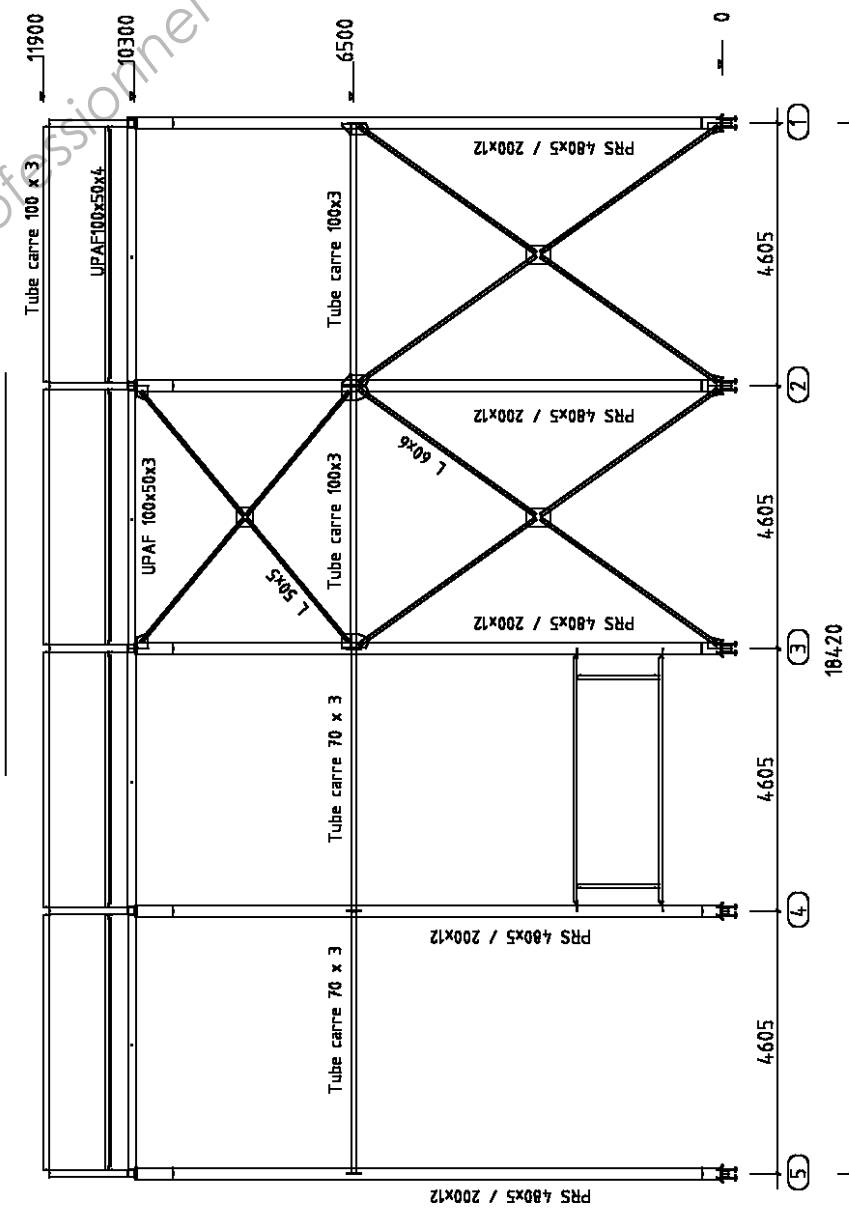 11900
10300
6500
0
ofessionnel
Tube carre 100 x 3
UPAF100x50x4
Tube carre 100x3
PRS 480x5 / 200x12
1
4605
PRS 480x5 / 200x12
2
L 60x6
UPAF 100x50x3
Tube carre 100x3
L 50x5
4605
PRS 480x5 / 200x12
3
18420
Tube carre 70 x 3
4605
PRS 480x5 / 200x12
4
Tube carre 70 x 3
4605
PRS 480x5 / 200x12
5